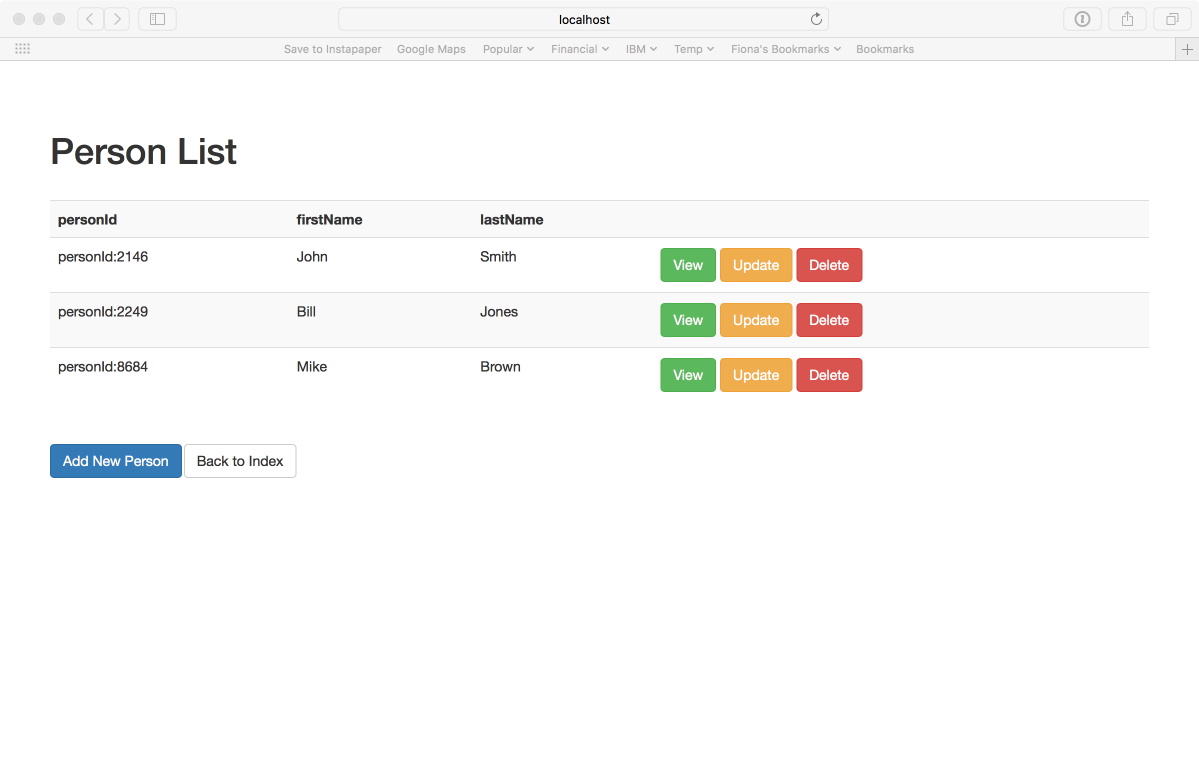 localhost
Save to Instapaper Google Maps Popular Financial IBM Temp Fiona's Bookmarks Bookmarks
Person List
personId firstName lastName
personId:2146 John Smith View Update Delete
personId:2249 Bill Jones View Update Delete
personId:8684 Mike Brown View Update Delete
Add New Person Back to Index